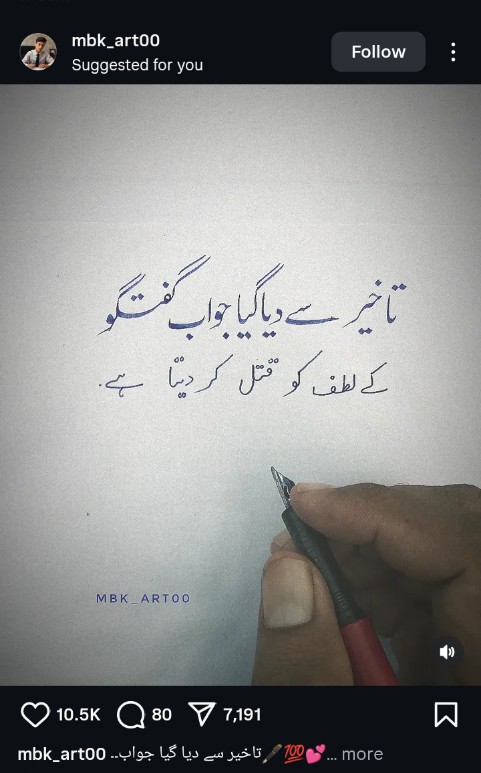 mbk_art00
Suggested for you
Follow
تاخیر سے دیا گیا جواب گفتگو
کے لطف کو قتل کر دیتا ہے۔
MBK_ART00
10.5K
80
7,191
mbk_art00 تاخیر سے دیا گیا جواب۔۔🖋️💯💕... more